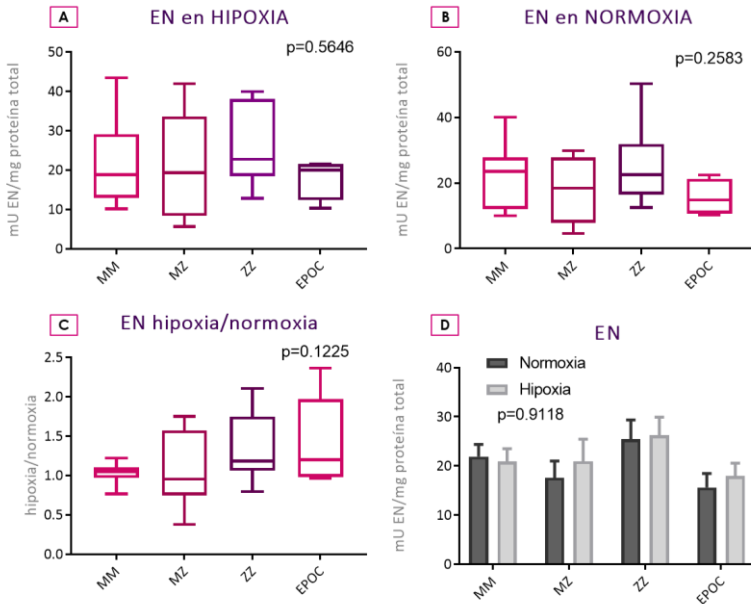 A
EN en HIPOXIA
p=0.5646
mU EN/mg proteína total
50
40
30
20
10
0
MM
MZ
ZZ
EPOC
B
EN en NORMOXIA
p=0.2583
mU EN/mg proteína total
60
40
20
0
MM
MZ
ZZ
EPOC
C
EN hipoxia/normoxia
p=0.1225
hipoxia/normoxia
2.5
2.0
1.5
1.0
0.5
0.0
MM
MZ
ZZ
EPOC
D
EN
Normoxia
Hipoxia
p=0.9118
mU EN/mg proteína total
40
30
20
10
0
MM
MZ
ZZ
EPOC